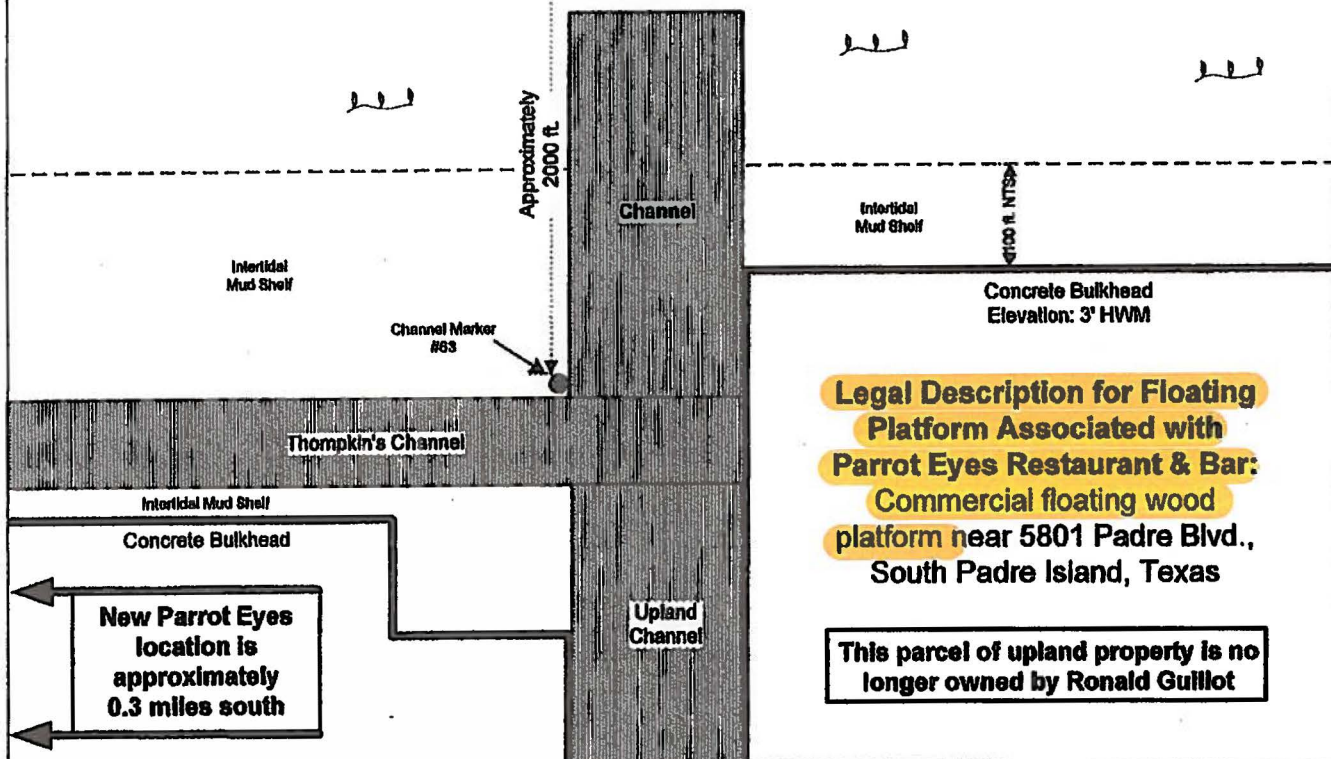 Approximately
2000 ft.
Channel
Intertidal
Mud Shelf
100 ft. NTS
Intertidal
Mud Shelf
Concrete Bulkhead
Elevation: 3' HWM
Channel Marker
#63
Thompkin's Channel
Intertidal Mud Shelf
Concrete Bulkhead
New Parrot Eyes
location is
approximately
0.3 miles south
Upland
Channel
Legal Description for Floating
Platform Associated with
Parrot Eyes Restaurant & Bar:
Commercial floating wood
platform near 5801 Padre Blvd.,
South Padre Island, Texas
This parcel of upland property is no
longer owned by Ronald Guillot